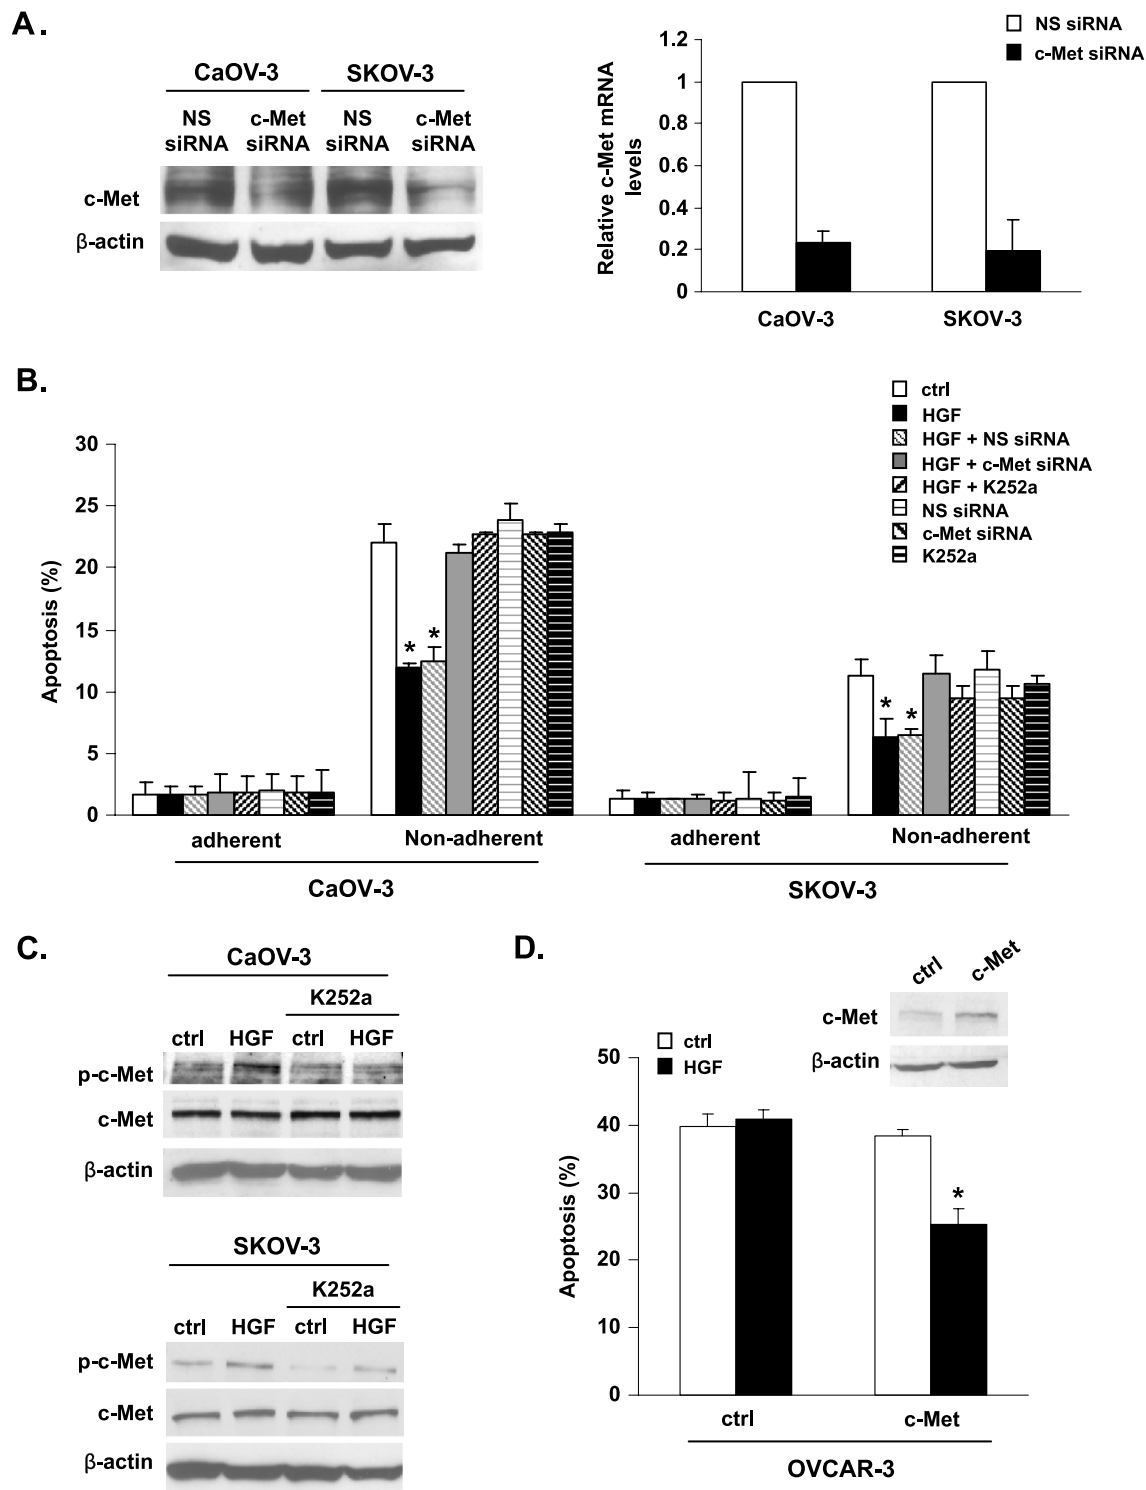 A.
CaOV-3 SKOV-3
NS siRNA c-Met siRNA NS siRNA c-Met siRNA
c-Met
β-actin
NS siRNA
c-Met siRNA
Relative c-Met mRNA levels
1.2
1
0.8
0.6
0.4
0.2
0
CaOV-3 SKOV-3
B.
ctrl
HGF
HGF + NS siRNA
HGF + c-Met siRNA
HGF + K252a
NS siRNA
c-Met siRNA
K252a
Apoptosis (%)
30
25
20
15
10
5
0
* * * *
adherent Non-adherent adherent Non-adherent
CaOV-3 SKOV-3
C.
CaOV-3
K252a
ctrl HGF ctrl HGF
p-c-Met
c-Met
β-actin
SKOV-3
K252a
ctrl HGF ctrl HGF
p-c-Met
c-Met
β-actin
D.
ctrl c-Met
c-Met
β-actin
ctrl
HGF
Apoptosis (%)
50
40
30
20
10
0
*
ctrl c-Met
OVCAR-3